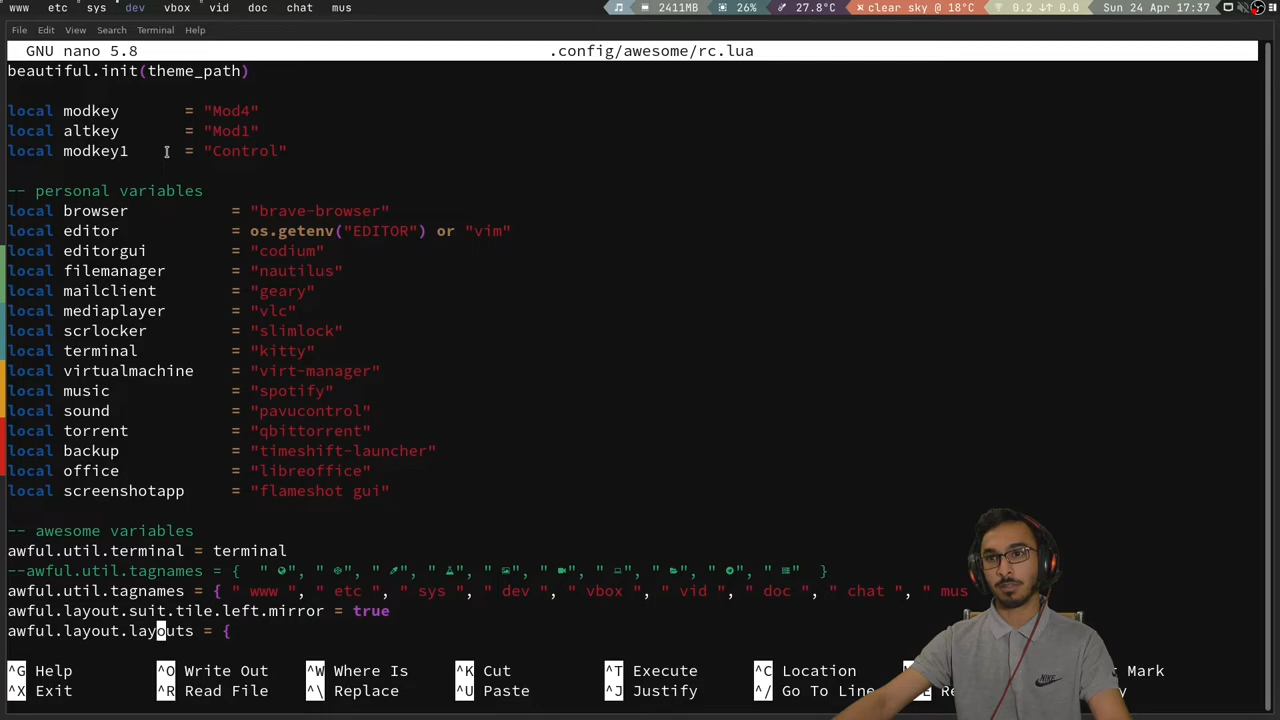 www etc sys dev vbox vid doc chat mus 2411MB 26% 27.8°C clear sky @ 18°C 0.2 ↓↑ 0.0 Sun 24 Apr 17:37
File Edit View Search Terminal Help
GNU nano 5.8 .config/awesome/rc.lua
beautiful.init(theme_path)
local modkey = "Mod4"
local altkey = "Mod1"
local modkey1 = "Control"
-- personal variables
local browser = "brave-browser"
local editor = os.getenv("EDITOR") or "vim"
local editorgui = "codium"
local filemanager = "nautilus"
local mailclient = "geary"
local mediaplayer = "vlc"
local scrlocker = "slimlock"
local terminal = "kitty"
local virtualmachine = "virt-manager"
local music = "spotify"
local sound = "pavucontrol"
local torrent = "qbittorrent"
local backup = "timeshift-launcher"
local office = "libreoffice"
local screenshotapp = "flameshot gui"
-- awesome variables
awful.util.terminal = terminal
--awful.util.tagnames = { " ", " ", " ", " ", " ", " ", " ", " ", " ", " " }
awful.util.tagnames = { " www ", " etc ", " sys ", " dev ", " vbox ", " vid ", " doc ", " chat ", " mus
awful.layout.suit.tile.left.mirror = true
awful.layout.layouts = {
^G Help ^O Write Out ^W Where Is ^K Cut ^T Execute ^C Location Mark
^X Exit ^R Read File ^\ Replace ^U Paste ^J Justify ^/ Go To Line